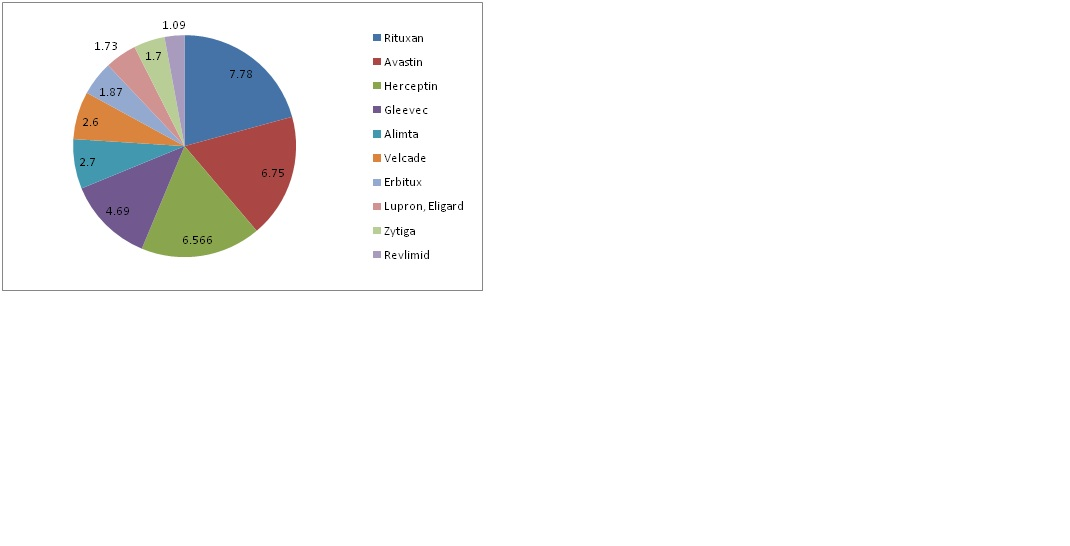 1.09
1.73
1.7
7.78
1.87
2.6
2.7
6.75
4.69
6.566
Rituxan
Avastin
Herceptin
Gleevec
Alimta
Velcade
Erbitux
Lupron, Eligard
Zytiga
Revlimid